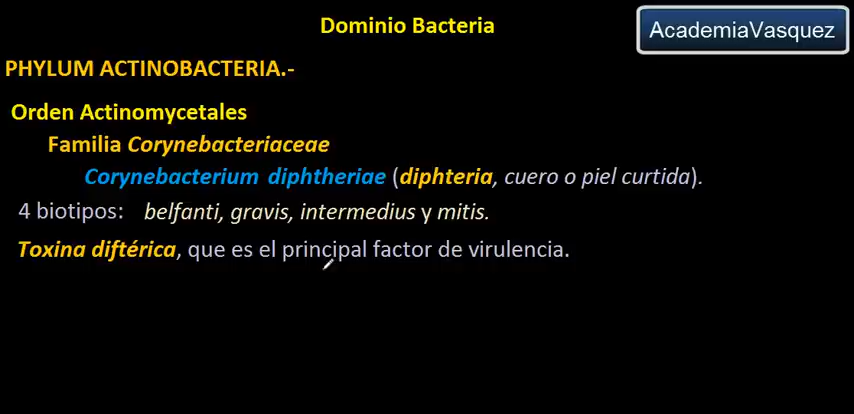 Dominio Bacteria
AcademiaVasquez
PHYLUM ACTINOBACTERIA.-
Orden Actinomycetales
Familia Corynebacteriaceae
Corynebacterium diphtheriae (diphteria, cuero o piel curtida).
4 biotipos: belfanti, gravis, intermedius y mitis.
Toxina diftérica, que es el principal factor de virulencia.